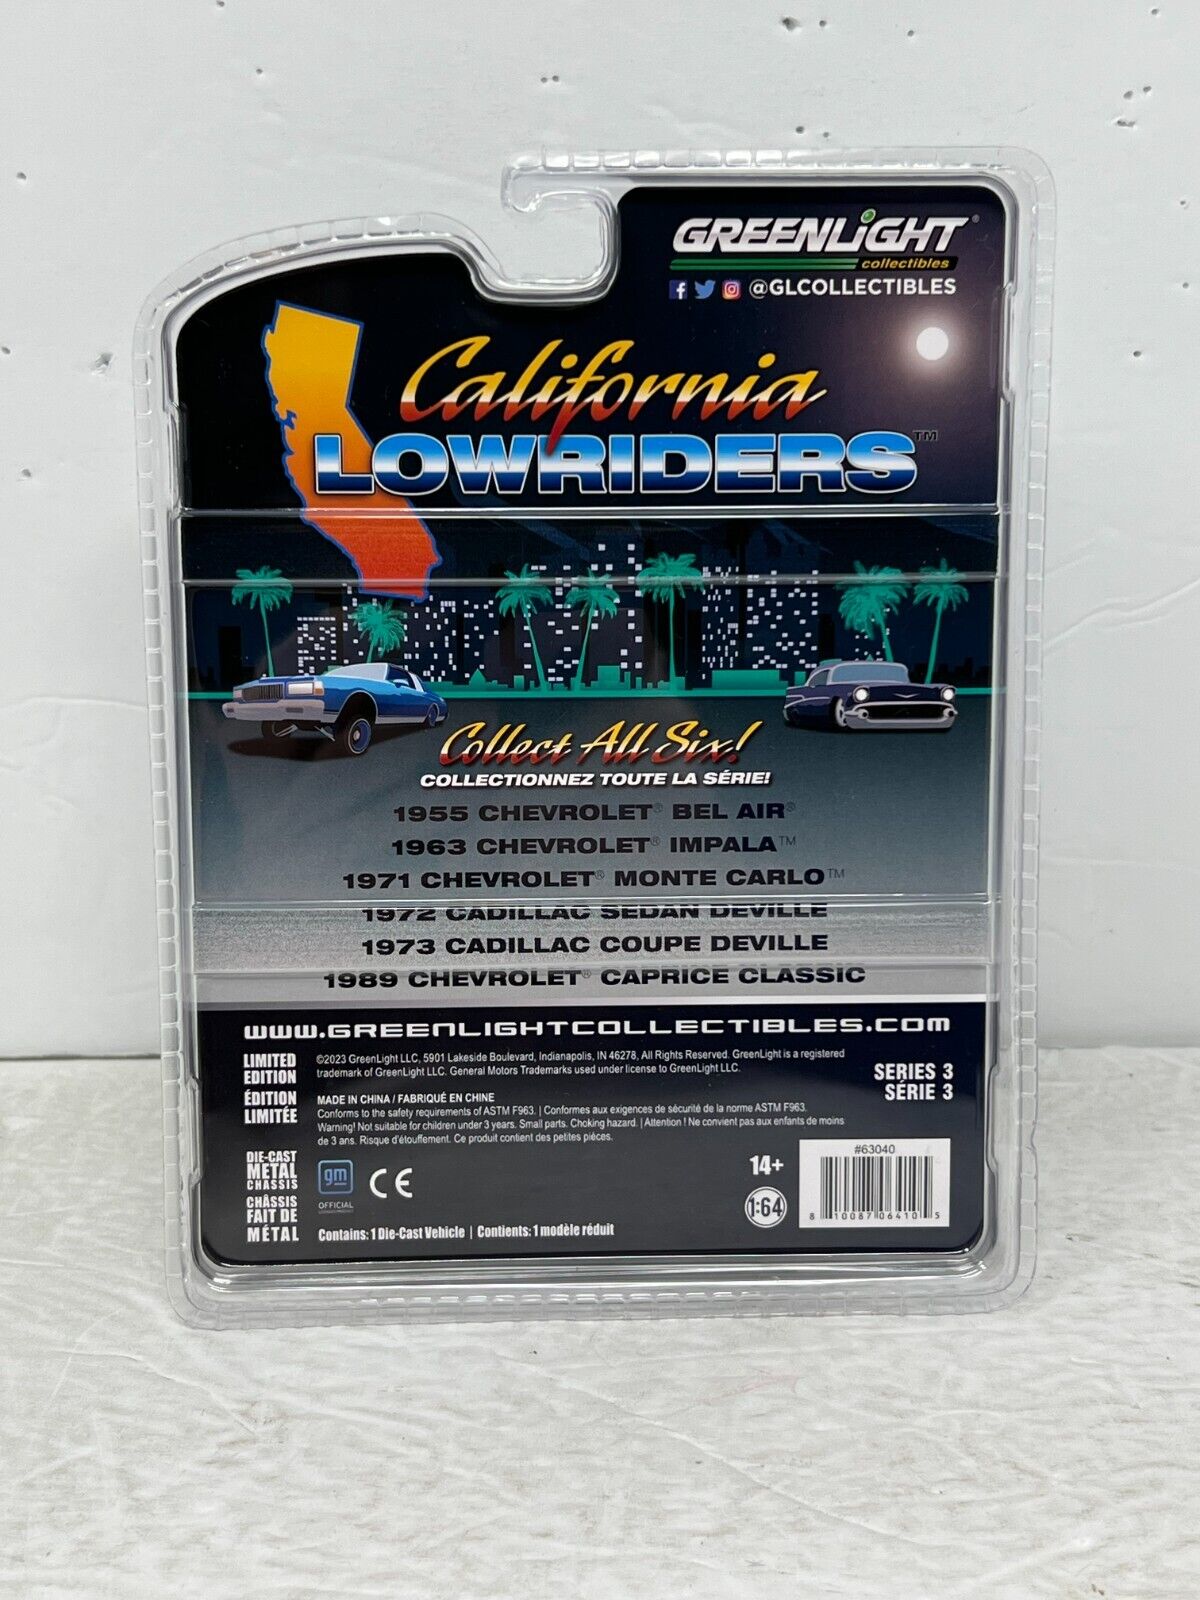 GREENLiGHT®
collectibles
@GLCOLLECTIBLES
California
LOWRIDERS™
Collect All Six!
COLLECTIONNEZ TOUTE LA SÉRIE!
1955 CHEVROLET® BEL AIR®
1963 CHEVROLET® IMPALA™
1971 CHEVROLET® MONTE CARLO™
1972 CADILLAC SEDAN DEVILLE
1973 CADILLAC COUPE DEVILLE
1989 CHEVROLET® CAPRICE CLASSIC
www.GREENLIGHTCOLLECTIBLES.com
LIMITED
EDITION
ÉDITION
LIMITÉE
©2023 GreenLight LLC, 5901 Lakeside Boulevard, Indianapolis, IN 46278, All Rights Reserved. GreenLight is a registered
trademark of GreenLight LLC. General Motors Trademarks used under license to GreenLight LLC.
SERIES 3
SÉRIE 3
MADE IN CHINA / FABRIQUÉ EN CHINE
Conforms to the safety requirements of ASTM F963. | Conformes aux exigences de sécurité de la norme ASTM F963.
Warning! Not suitable for children under 3 years. Small parts. Choking hazard. | Attention ! Ne convient pas aux enfants de moins
de 3 ans. Risque d'étouffement. Ce produit contient des petites pièces.
DIE-CAST
METAL
CHASSIS
CHÂSSIS
FAIT DE
MÉTAL
gm
OFFICIAL
CE
Contains: 1 Die-Cast Vehicle | Contients: 1 modèle réduit
14+
1:64
#63040
8 10087 06410 5